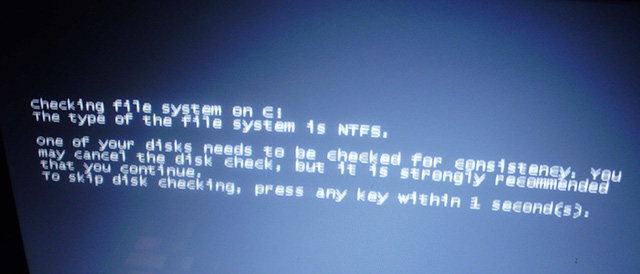 Checking file system on C:
The type of the file system is NTFS.
One of your disks needs to be checked for consistency. You
may cancel the disk check, but it is strongly recommended
that you continue.
To skip disk checking, press any key within 1 second(s).